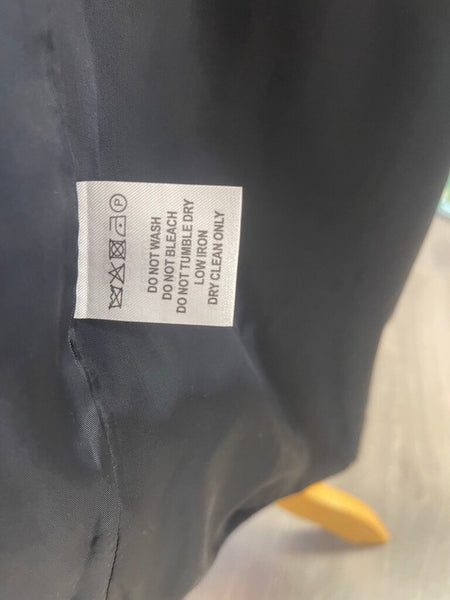 P
DO NOT WASH
DO NOT BLEACH
DO NOT TUMBLE DRY
LOW IRON
DRY CLEAN ONLY